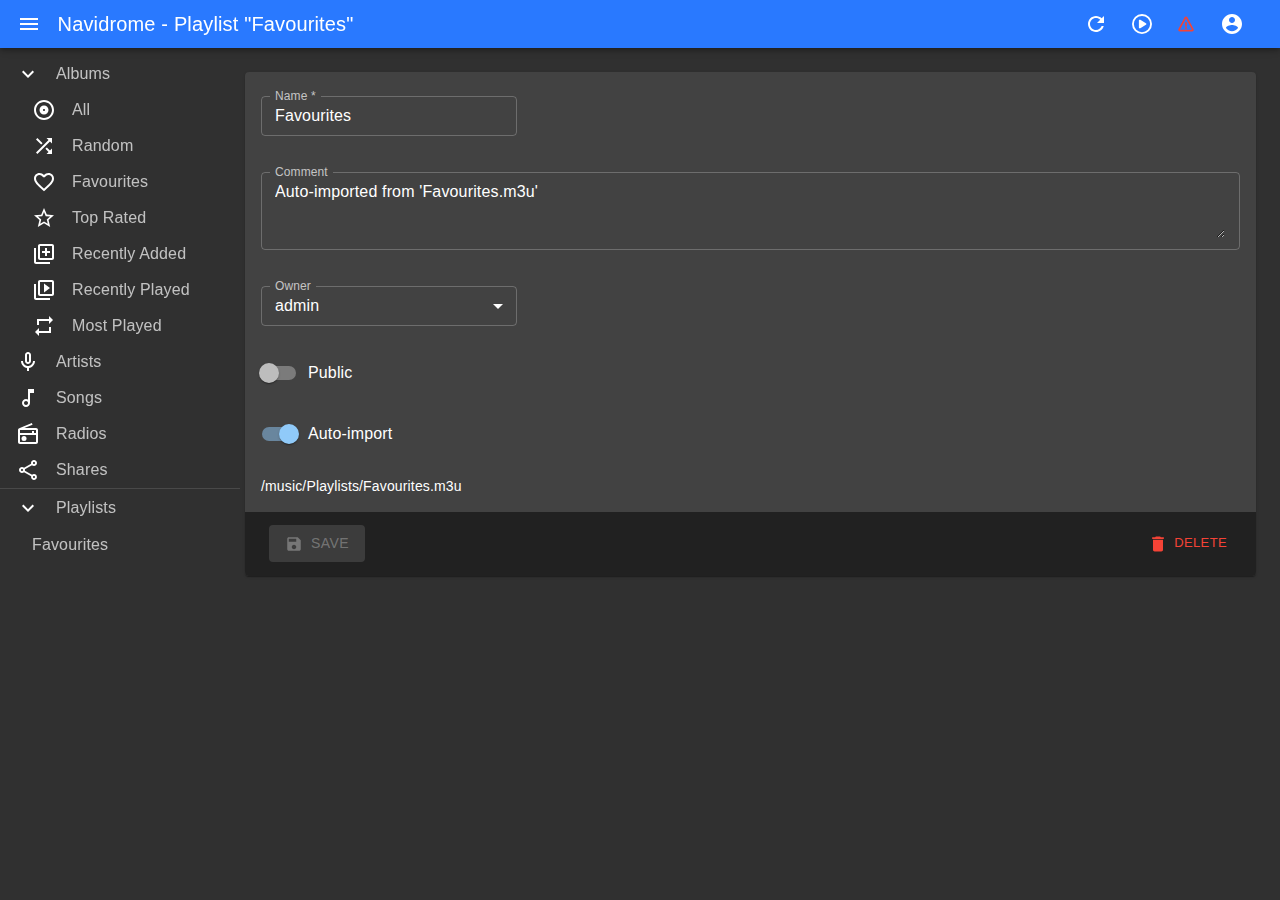 Navidrome - Playlist "Favourites"
Albums
All
Random
Favourites
Top Rated
Recently Added
Recently Played
Most Played
Artists
Songs
Radios
Shares
Playlists
Favourites
Name *
Favourites
Comment
Auto-imported from 'Favourites.m3u'
Owner
admin
Public
Auto-import
/music/Playlists/Favourites.m3u
SAVE
DELETE